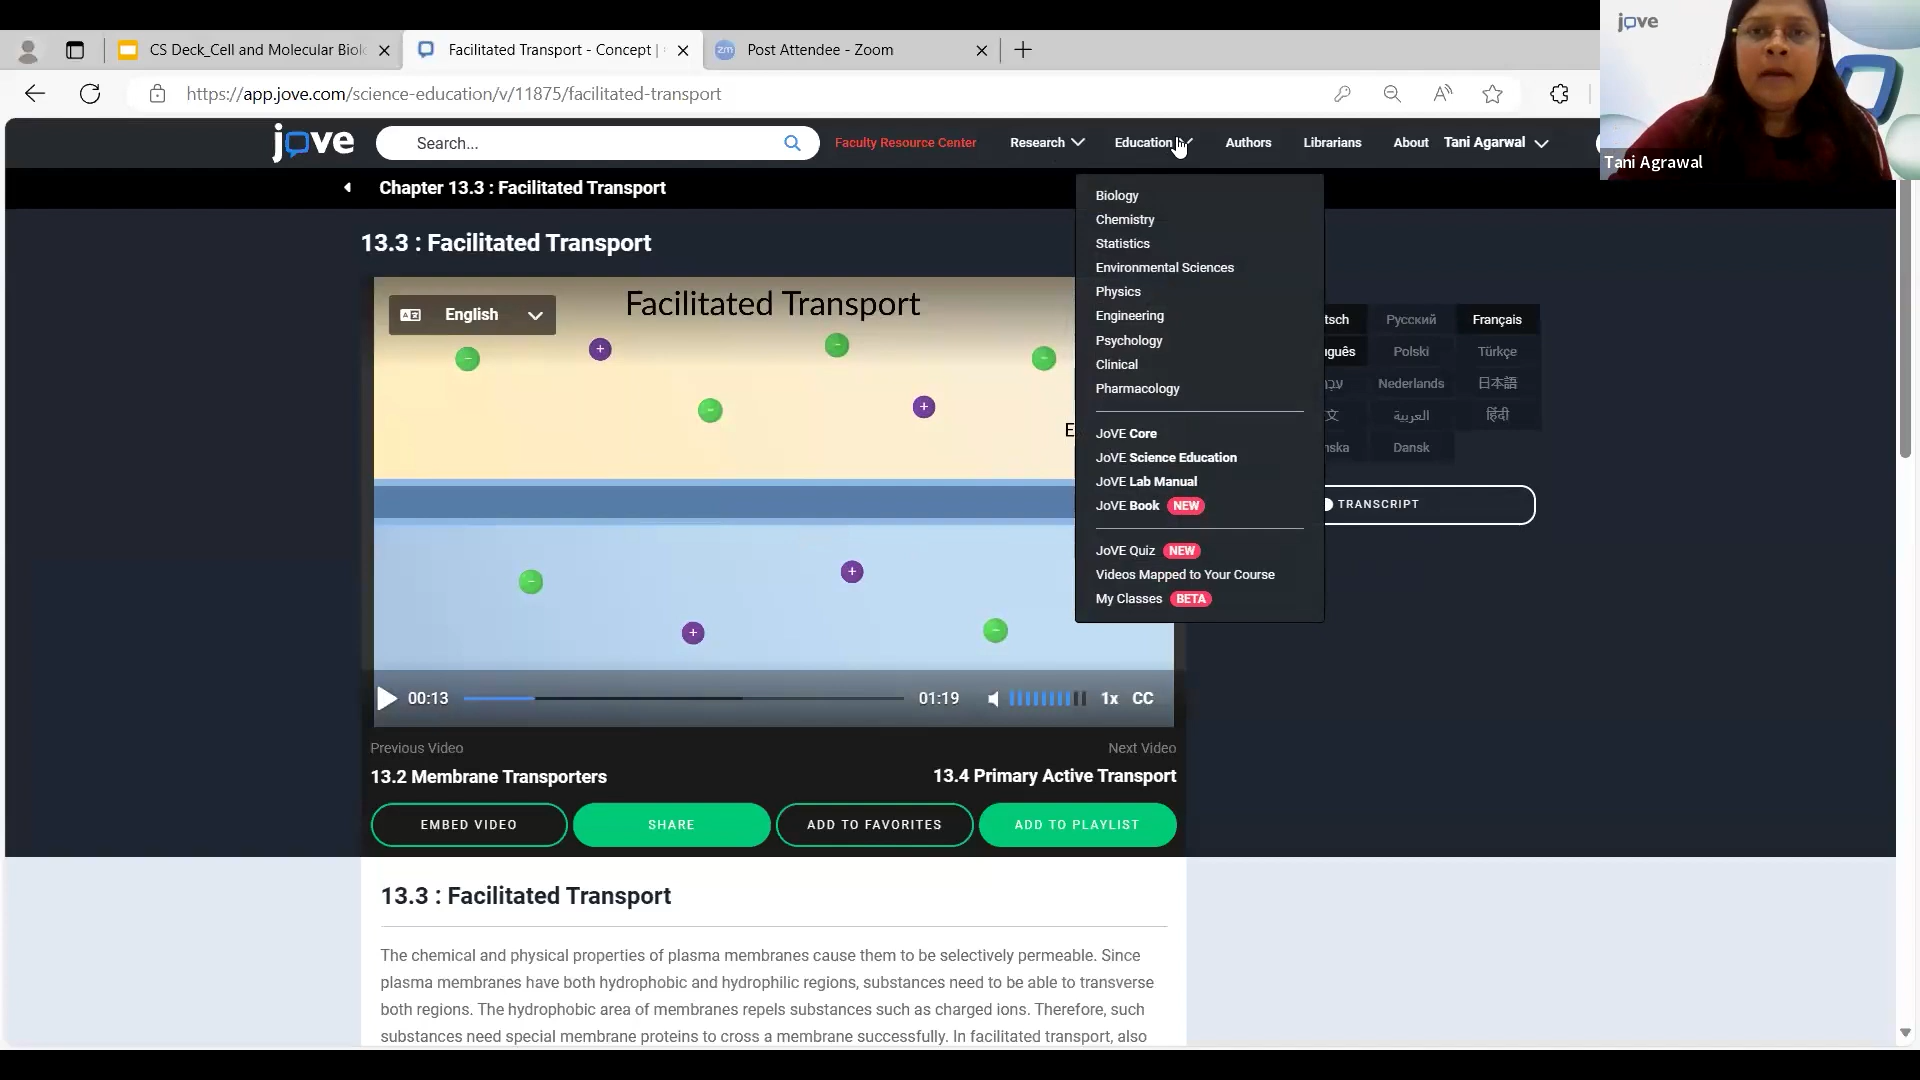 CS Deck_Cell and Molecular Biol
Facilitated Transport - Concept |
zm
Post Attendee - Zoom
https://app.jove.com/science-education/v/11875/facilitated-transport
jove
Search...
Faculty Resource Center
Research
Education
Authors
Librarians
About
Tani Agarwal
jove
Tani Agrawal
Chapter 13.3 : Facilitated Transport
13.3 : Facilitated Transport
English
Facilitated Transport
E
Biology
Chemistry
Statistics
Environmental Sciences
Physics
Engineering
Psychology
Clinical
Pharmacology
JoVE Core
JoVE Science Education
JoVE Lab Manual
JoVE Book NEW
JoVE Quiz NEW
Videos Mapped to Your Course
My Classes BETA
tsch Русский Français
uguês Polski Türkçe
עִברִית Nederlands 日本語
文 العربية हिंदी
nska Dansk
TRANSCRIPT
00:13
01:19
1x
CC
Previous Video
Next Video
13.2 Membrane Transporters
13.4 Primary Active Transport
EMBED VIDEO
SHARE
ADD TO FAVORITES
ADD TO PLAYLIST
13.3 : Facilitated Transport
The chemical and physical properties of plasma membranes cause them to be selectively permeable. Since
plasma membranes have both hydrophobic and hydrophilic regions, substances need to be able to transverse
both regions. The hydrophobic area of membranes repels substances such as charged ions. Therefore, such
substances need special membrane proteins to cross a membrane successfully. In facilitated transport, also